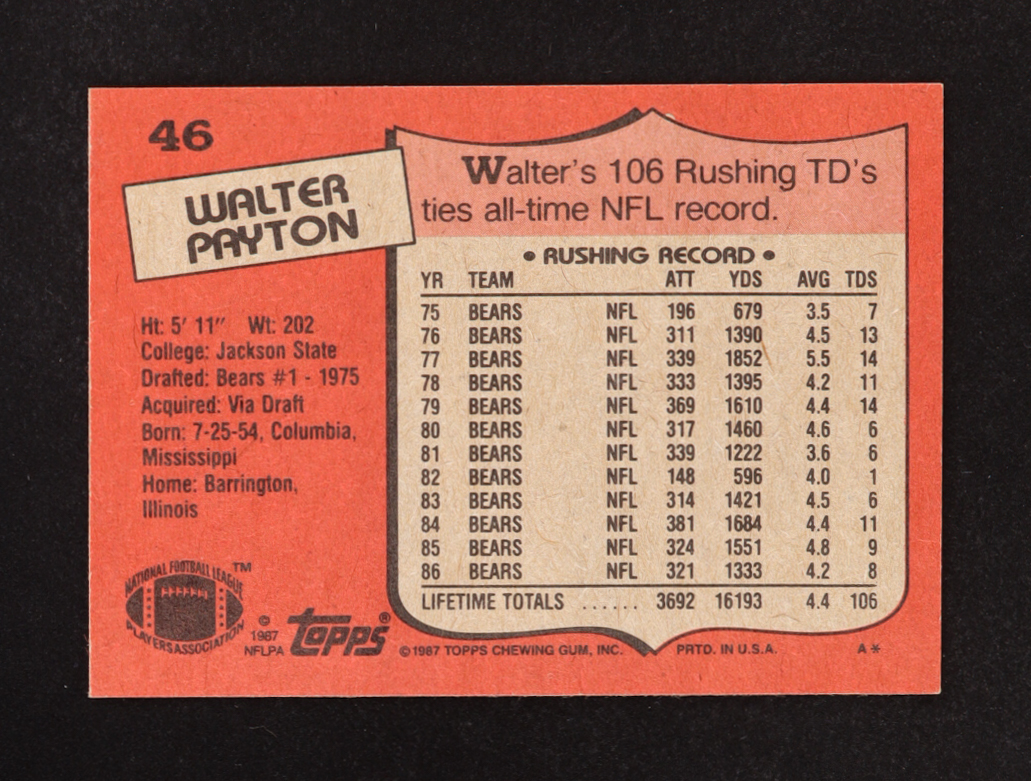 46
WALTER
PAYTON
Ht: 5' 11" Wt: 202
College: Jackson State
Drafted: Bears #1 - 1975
Acquired: Via Draft
Born: 7-25-54, Columbia,
Mississippi
Home: Barrington,
Illinois
NATIONAL FOOTBALL LEAGUE TM
PLAYERS ASSOCIATION
©
1987
NFLPA
topps®
Walter's 106 Rushing TD's
ties all-time NFL record.
• RUSHING RECORD •
YR TEAM ATT YDS AVG TDS
75 BEARS NFL 196 679 3.5 7
76 BEARS NFL 311 1390 4.5 13
77 BEARS NFL 339 1852 5.5 14
78 BEARS NFL 333 1395 4.2 11
79 BEARS NFL 369 1610 4.4 14
80 BEARS NFL 317 1460 4.6 6
81 BEARS NFL 339 1222 3.6 6
82 BEARS NFL 148 596 4.0 1
83 BEARS NFL 314 1421 4.5 6
84 BEARS NFL 381 1684 4.4 11
85 BEARS NFL 324 1551 4.8 9
86 BEARS NFL 321 1333 4.2 8
LIFETIME TOTALS ...... 3692 16193 4.4 106
©1987 TOPPS CHEWING GUM, INC. PRTD. IN U.S.A. A*